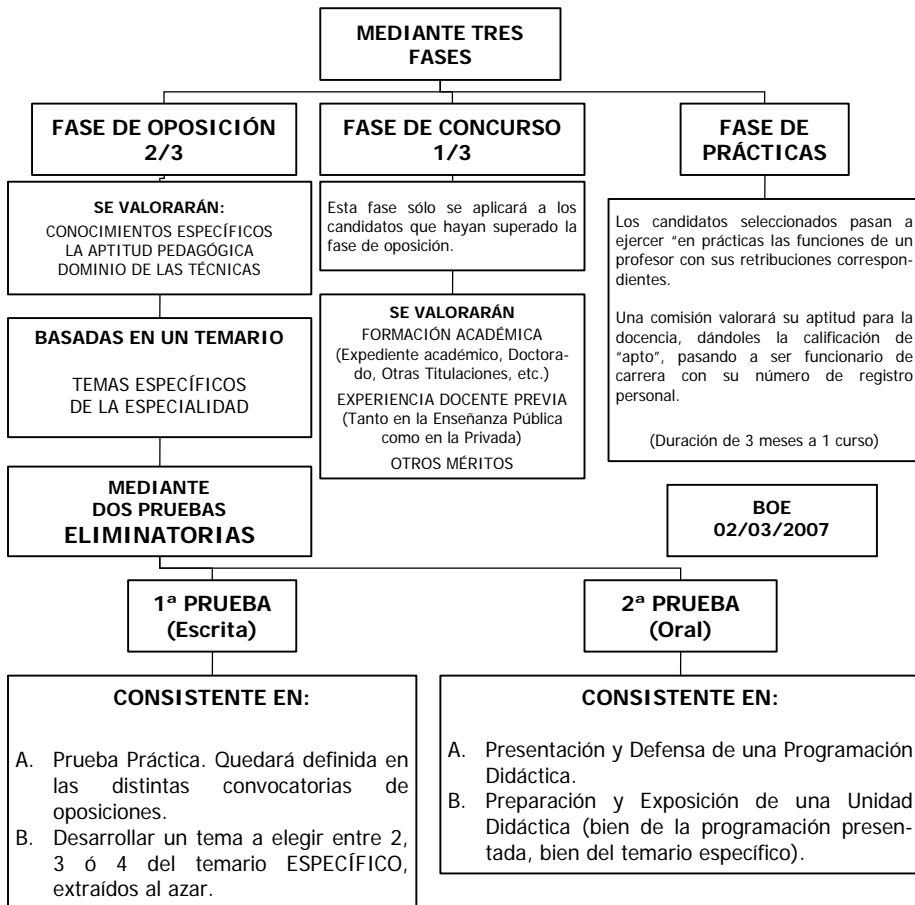 MEDIANTE TRES
FASES
FASE DE OPOSICIÓN
2/3
SE VALORARÁN:
CONOCIMIENTOS ESPECÍFICOS
LA APTITUD PEDAGÓGICA
DOMINIO DE LAS TÉCNICAS
BASADAS EN UN TEMARIO
TEMAS ESPECÍFICOS
DE LA ESPECIALIDAD
MEDIANTE
DOS PRUEBAS
ELIMINATORIAS
FASE DE CONCURSO
1/3
Esta fase sólo se aplicará a los
candidatos que hayan superado la
fase de oposición.
SE VALORARÁN
FORMACIÓN ACADÉMICA
(Expediente académico, Doctora-
do, Otras Titulaciones, etc.)
EXPERIENCIA DOCENTE PREVIA
(Tanto en la Enseñanza Pública
como en la Privada)
OTROS MÉRITOS
FASE DE
PRÁCTICAS
Los candidatos seleccionados pasan a
ejercer "en prácticas las funciones de un
profesor con sus retribuciones correspon-
dientes.
Una comisión valorará su aptitud para la
docencia, dándoles la calificación de
"apto", pasando a ser funcionario de
carrera con su número de registro
personal.
(Duración de 3 meses a 1 curso)
BOE
02/03/2007
1ª PRUEBA
(Escrita)
CONSISTENTE EN:
A. Prueba Práctica. Quedará definida en
las distintas convocatorias de
oposiciones.
B. Desarrollar un tema a elegir entre 2,
3 ó 4 del temario ESPECÍFICO,
extraídos al azar.
2ª PRUEBA
(Oral)
CONSISTENTE EN:
A. Presentación y Defensa de una Programación
Didáctica.
B. Preparación y Exposición de una Unidad
Didáctica (bien de la programación presen-
tada, bien del temario específico).